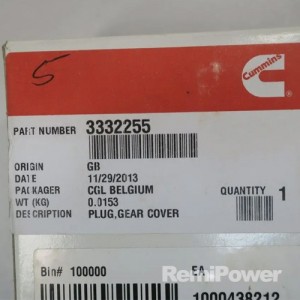 5
Cummins
PART NUMBER 3332255
ORIGIN GB
DATE 11/29/2013
PACKAGER CGL BELGIUM QUANTITY 1
WT (KG) 0.0153
DESCRIPTION PLUG,GEAR COVER
Bin# 100000 EA
RemiPower
1000438212